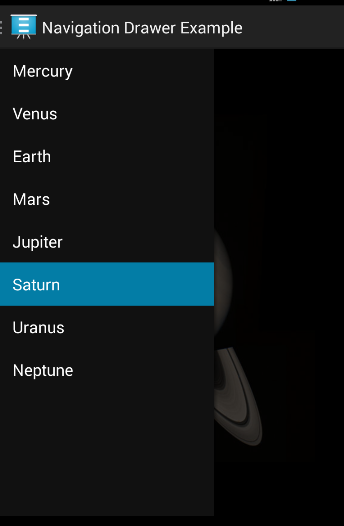 Navigation Drawer Example
Mercury
Venus
Earth
Mars
Jupiter
Saturn
Uranus
Neptune